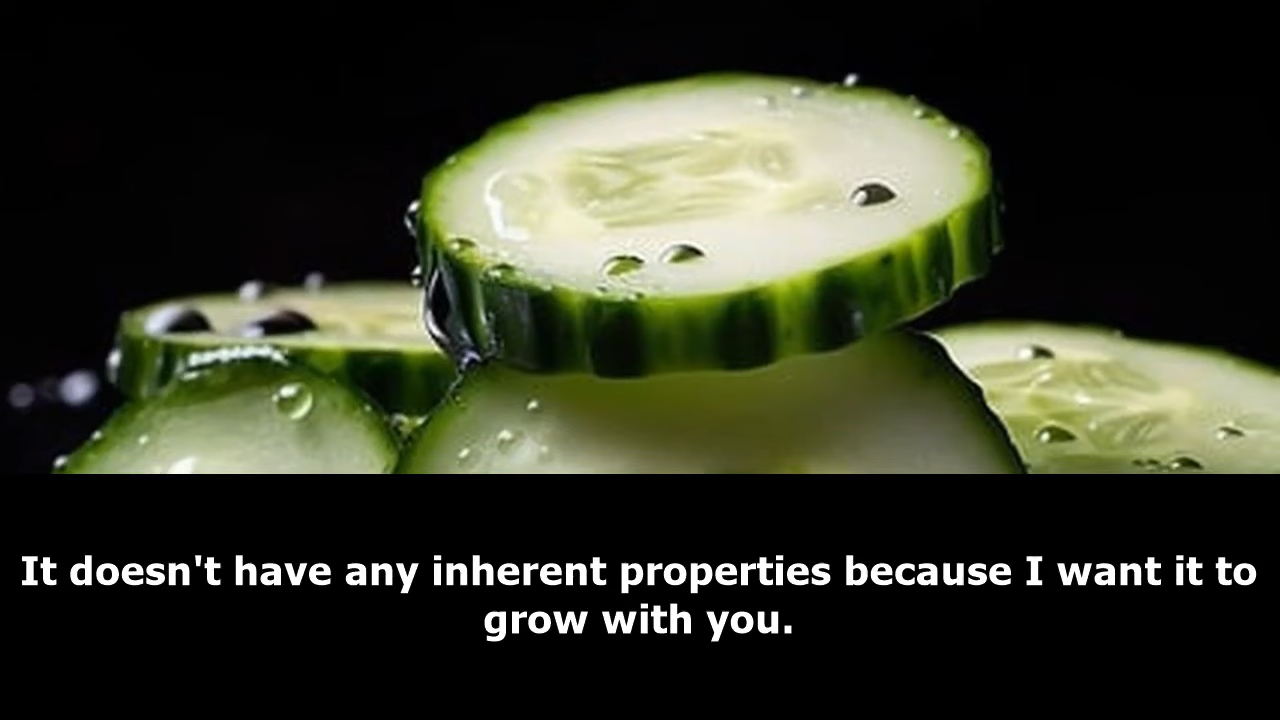 It doesn't have any inherent properties because I want it to
grow with you.